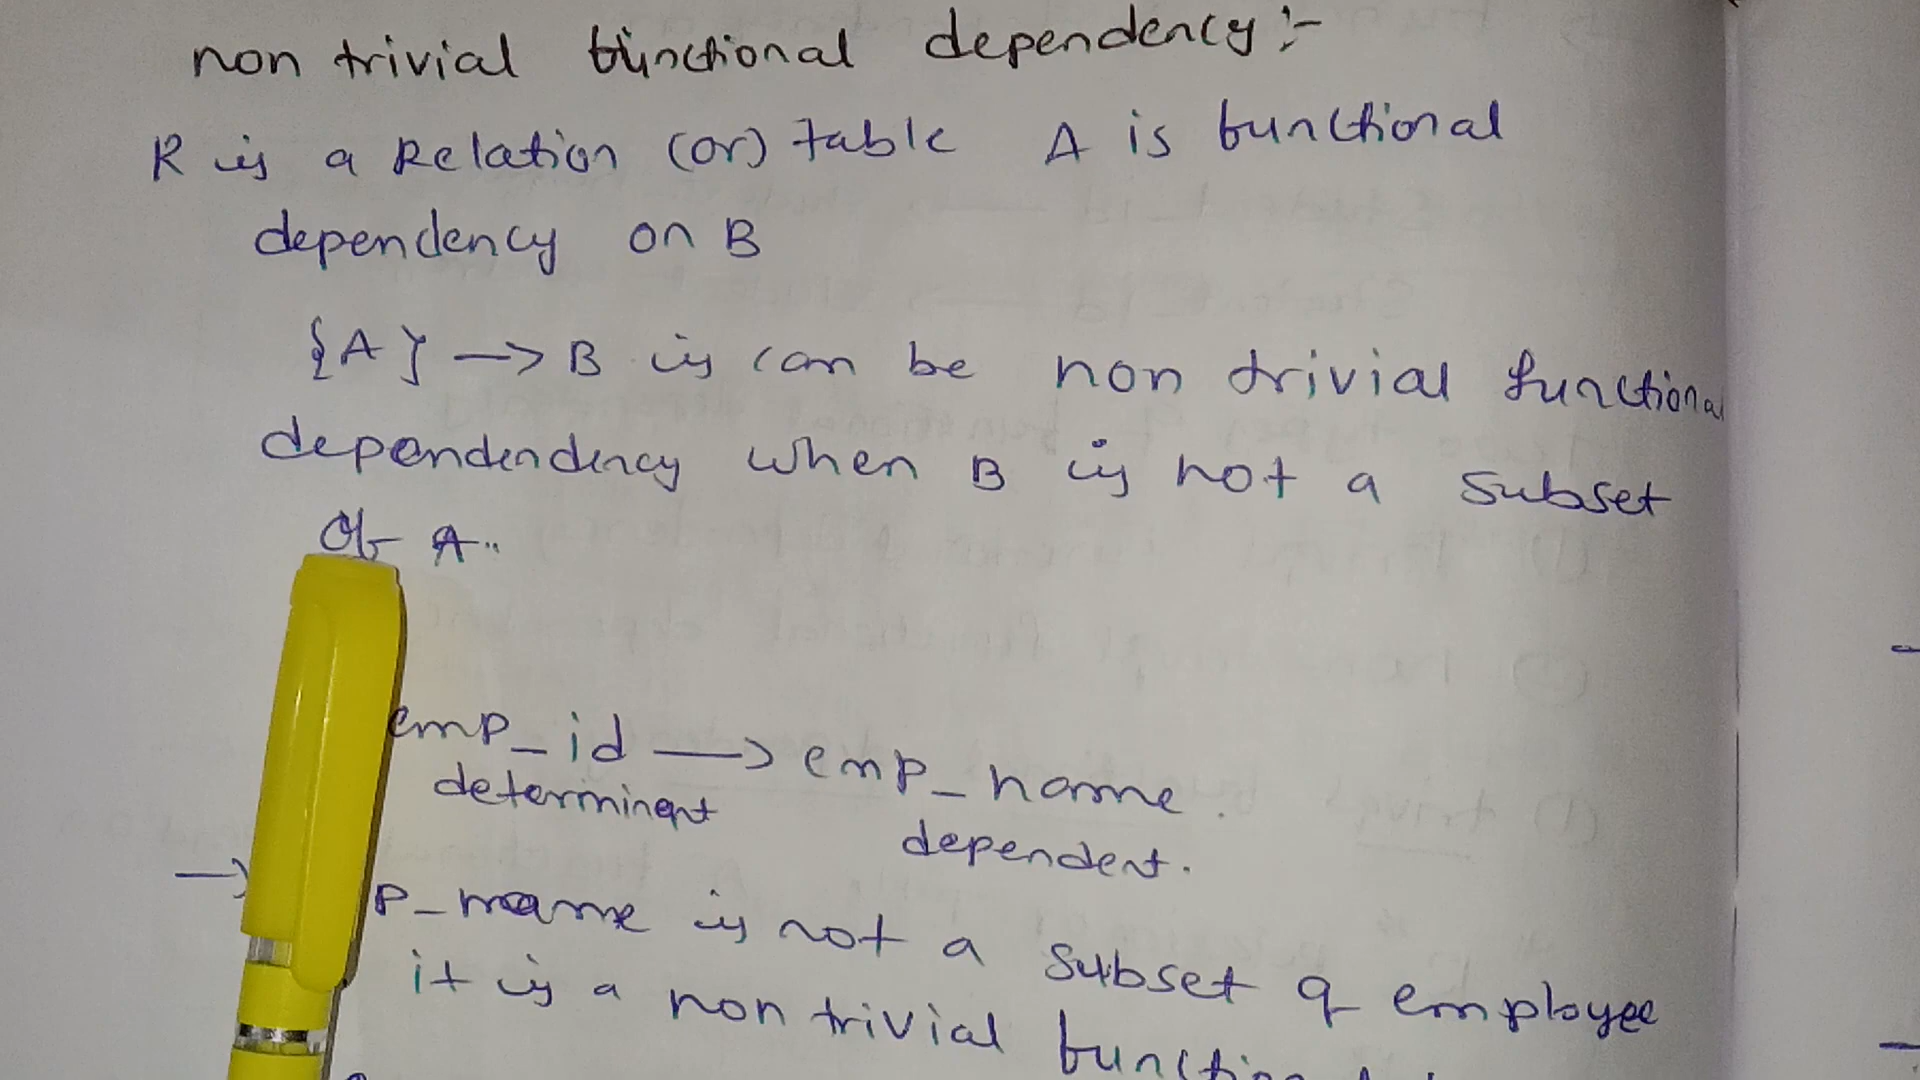 non trivial functional dependency :-
R is a Relation (or) table A is functional
dependency on B
{A} —> B is can be non trivial functional
dependendency when B is not a subset
of A..
emp_id —> emp_name.
determinant
dependent.
—> p_name is not a subset of employee
it is a non trivial